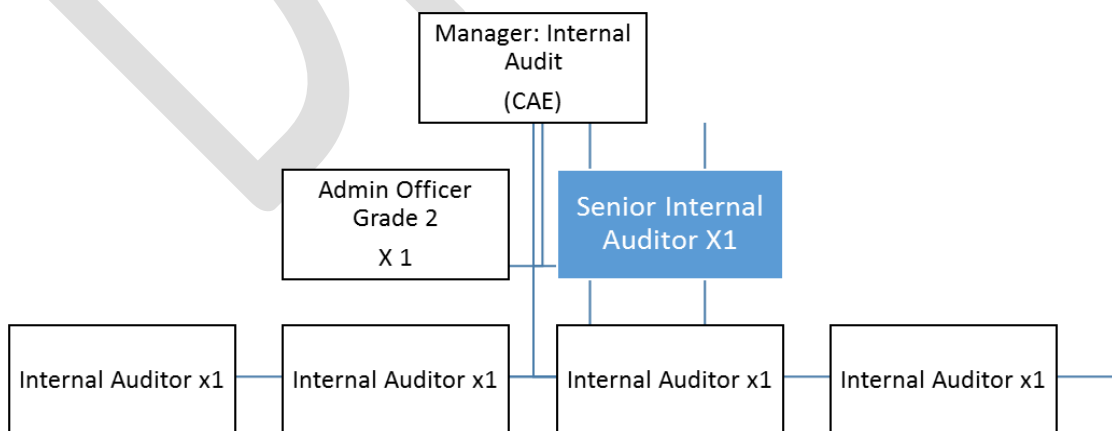 Manager: Internal
Audit
(CAE)
Admin Officer
Grade 2
X 1
Senior Internal
Auditor X1
Internal Auditor x1
Internal Auditor x1
Internal Auditor x1
Internal Auditor x1